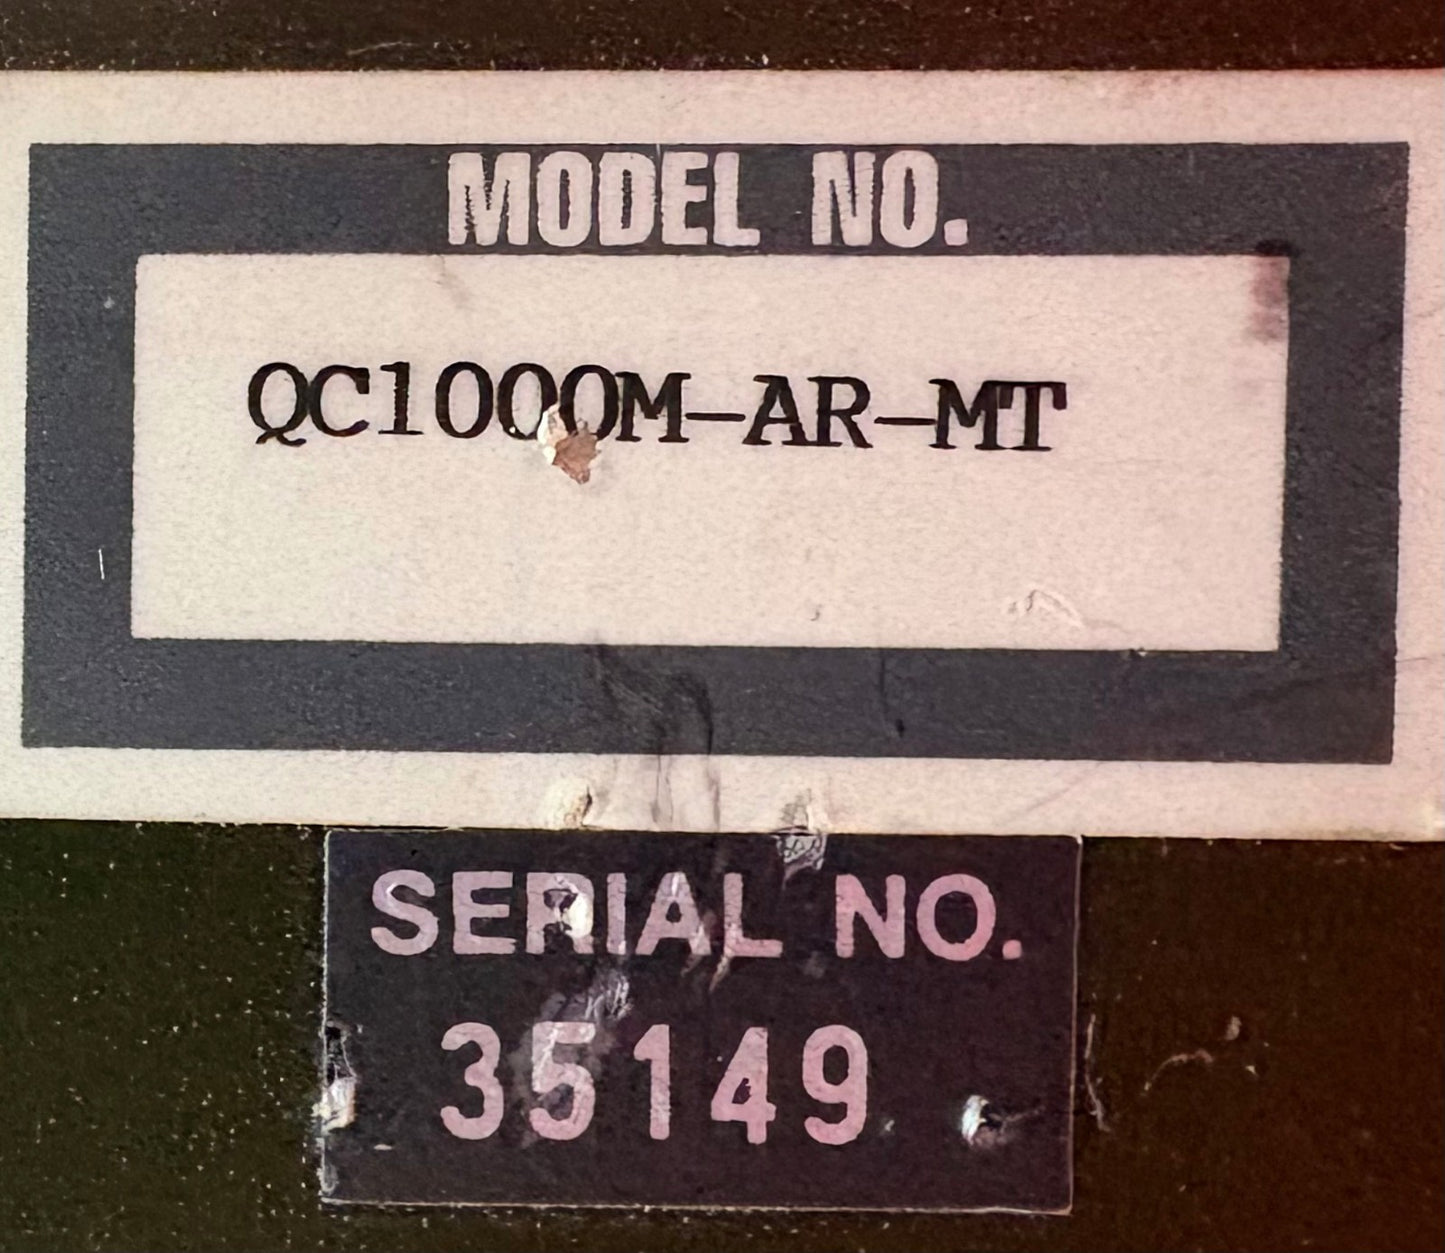 MODEL NO.
QC1000M-AR-MT
SERIAL NO.
35149